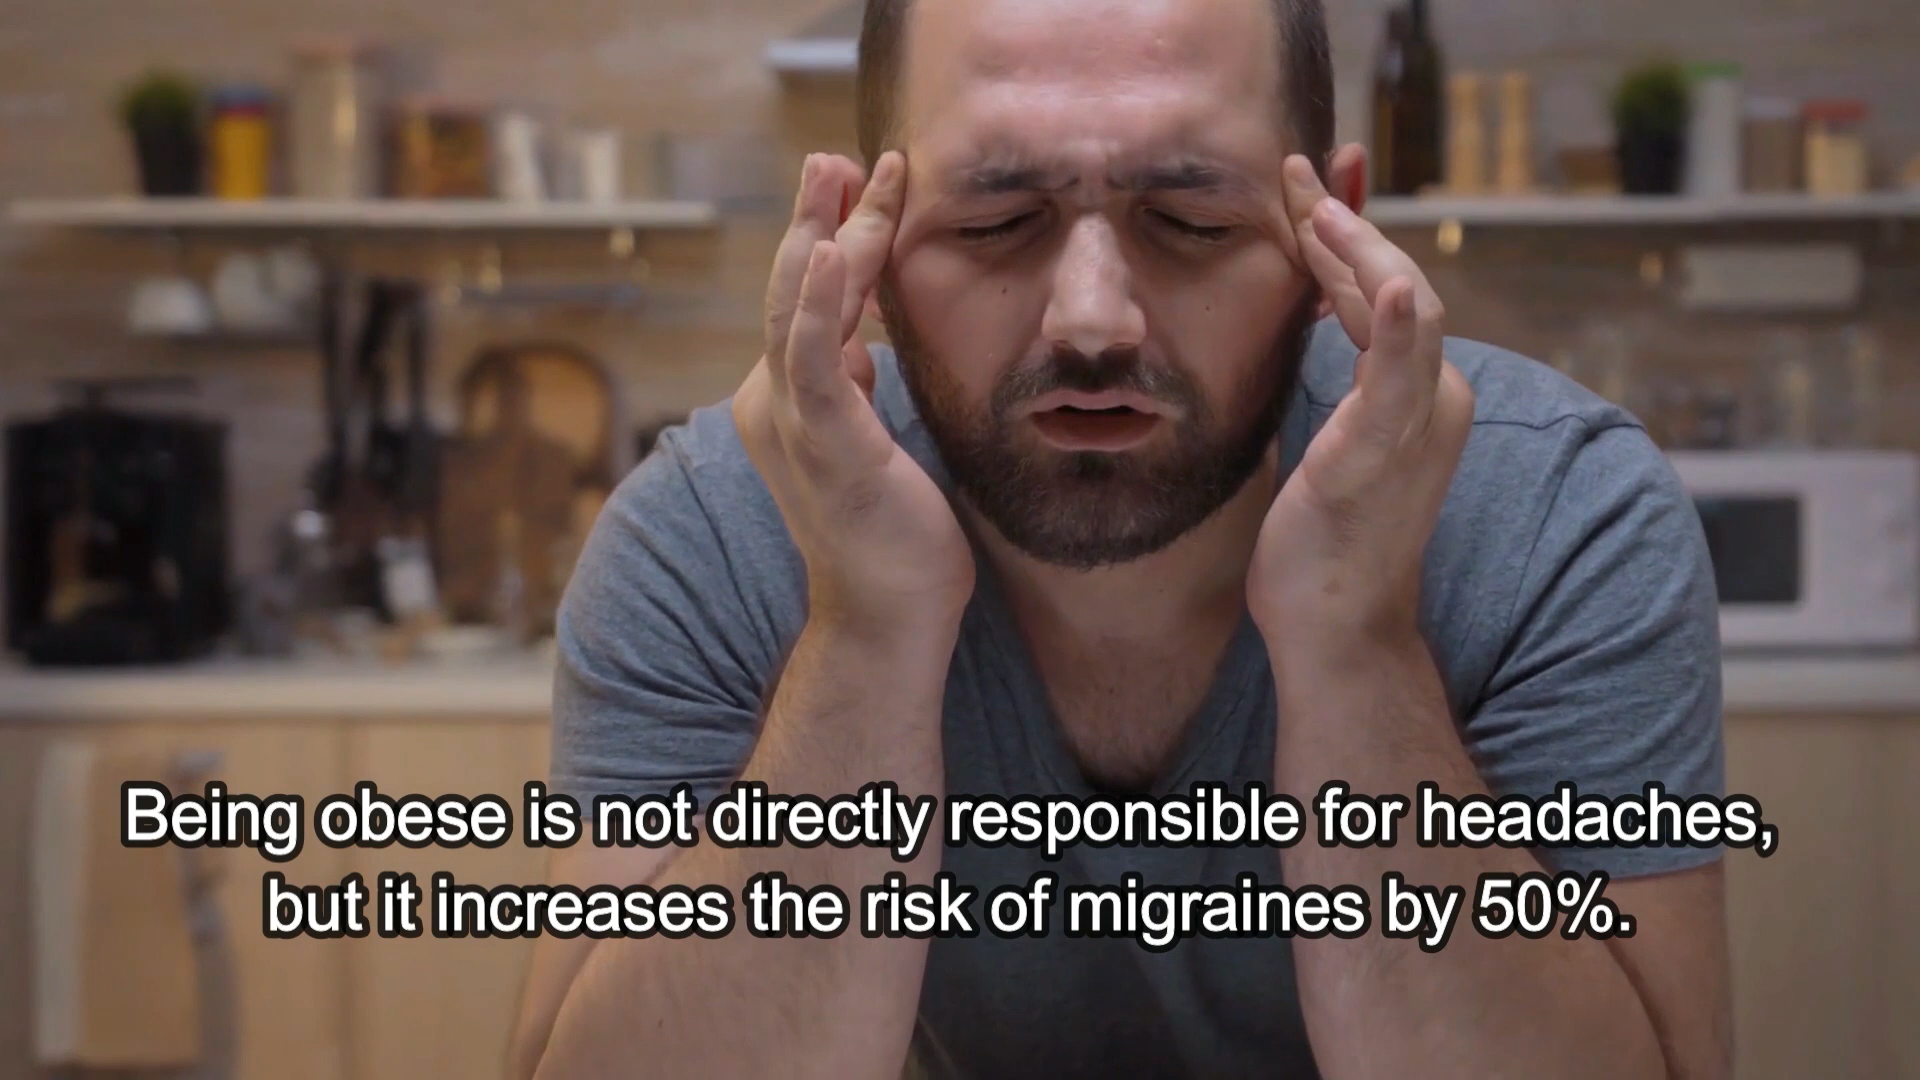 Being obese is not directly responsible for headaches,
but it increases the risk of migraines by 50%.